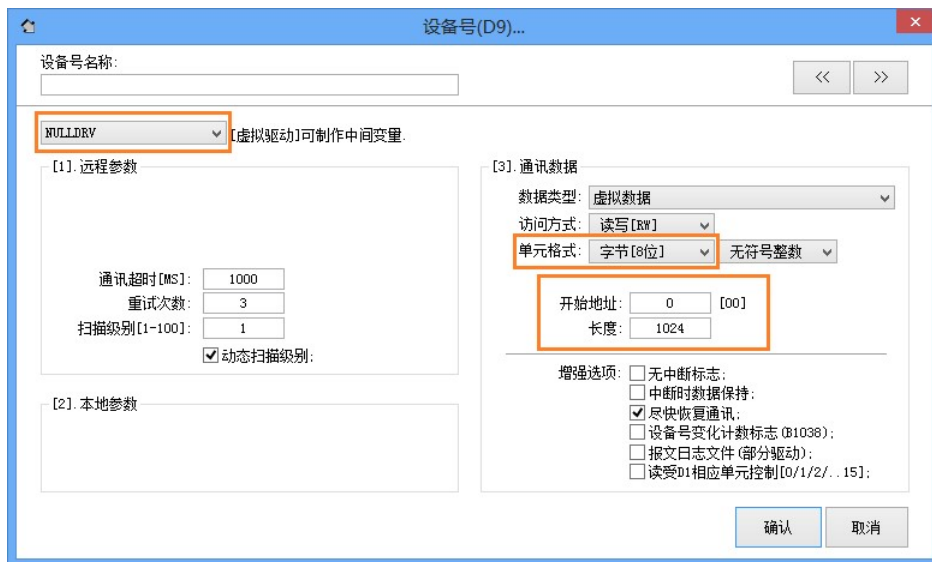 设备号(D9)...
设备号名称:
<< >>
NULLDRV [虚拟驱动]可制作中间变量.
[1].远程参数
通讯超时[MS]: 1000
重试次数: 3
扫描级别[1-100]: 1
动态扫描级别;
[2].本地参数
[3].通讯数据
数据类型: 虚拟数据
访问方式: 读写[RW]
单元格式: 字节[8位] 无符号整数
开始地址: 0 [00]
长度: 1024
增强选项: 无中断标志;
中断时数据保持;
尽快恢复通讯;
设备号变化计数标志(B1038);
报文日志文件(部分驱动);
读受D1相应单元控制[0/1/2/..15];
确认 取消